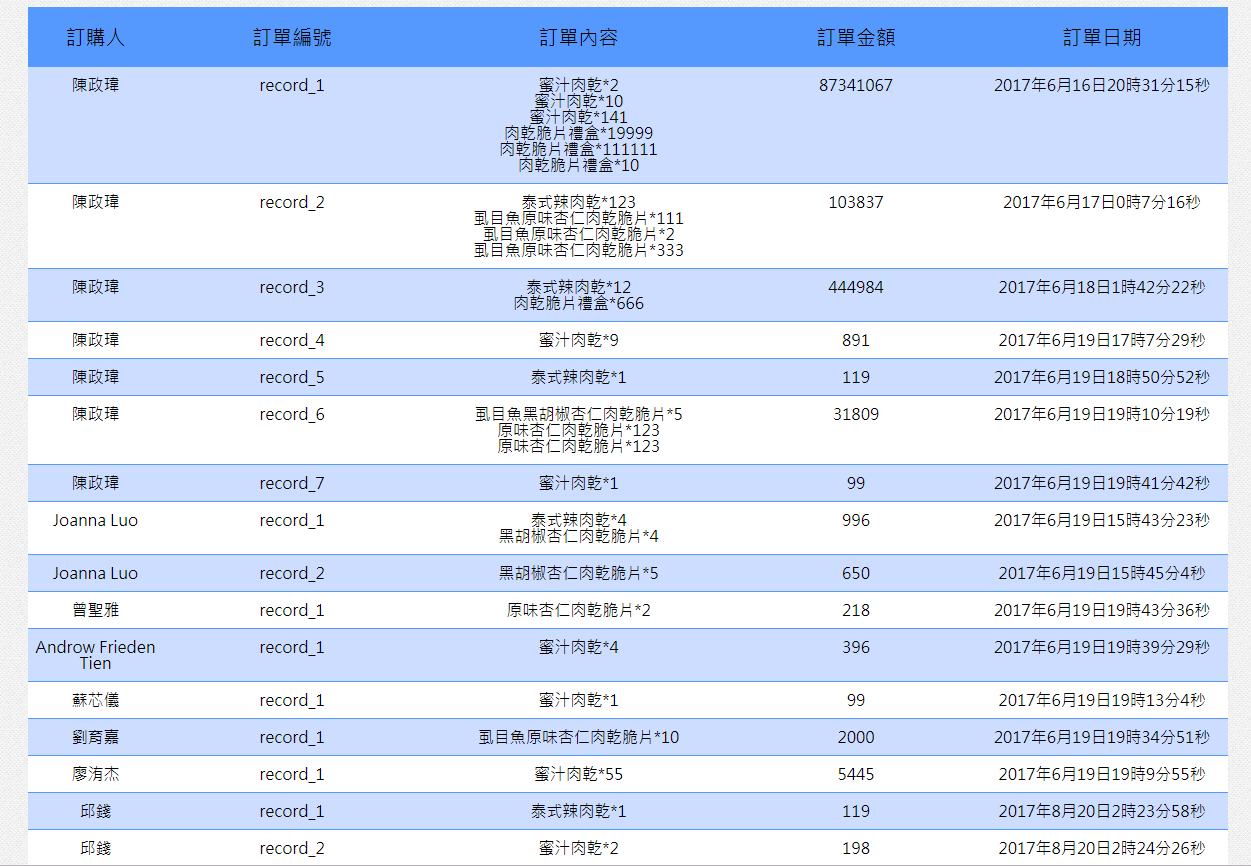 訂購人 訂單編號 訂單內容 訂單金額 訂單日期
陳政瑋 record_1 蜜汁肉乾*2 87341067 2017年6月16日20時31分15秒
蜜汁肉乾*10
蜜汁肉乾*141
肉乾脆片禮盒*19999
肉乾脆片禮盒*111111
肉乾脆片禮盒*10
陳政瑋 record_2 泰式辣肉乾*123 103837 2017年6月17日0時7分16秒
虱目魚原味杏仁肉乾脆片*111
虱目魚原味杏仁肉乾脆片*2
虱目魚原味杏仁肉乾脆片*333
陳政瑋 record_3 泰式辣肉乾*12 444984 2017年6月18日1時42分22秒
肉乾脆片禮盒*666
陳政瑋 record_4 蜜汁肉乾*9 891 2017年6月19日17時7分29秒
陳政瑋 record_5 泰式辣肉乾*1 119 2017年6月19日18時50分52秒
陳政瑋 record_6 虱目魚黑胡椒杏仁肉乾脆片*5 31809 2017年6月19日19時10分19秒
原味杏仁肉乾脆片*123
原味杏仁肉乾脆片*123
陳政瑋 record_7 蜜汁肉乾*1 99 2017年6月19日19時41分42秒
Joanna Luo record_1 泰式辣肉乾*4 996 2017年6月19日15時43分23秒
黑胡椒杏仁肉乾脆片*4
Joanna Luo record_2 黑胡椒杏仁肉乾脆片*5 650 2017年6月19日15時45分4秒
曾聖雅 record_1 原味杏仁肉乾脆片*2 218 2017年6月19日19時43分36秒
Androw Frieden record_1 蜜汁肉乾*4 396 2017年6月19日19時39分29秒
Tien
蘇芯儀 record_1 蜜汁肉乾*1 99 2017年6月19日19時13分4秒
劉育嘉 record_1 虱目魚原味杏仁肉乾脆片*10 2000 2017年6月19日19時34分51秒
廖洧杰 record_1 蜜汁肉乾*55 5445 2017年6月19日19時9分55秒
邱錢 record_1 泰式辣肉乾*1 119 2017年8月20日2時23分58秒
邱錢 record_2 蜜汁肉乾*2 198 2017年8月20日2時24分26秒